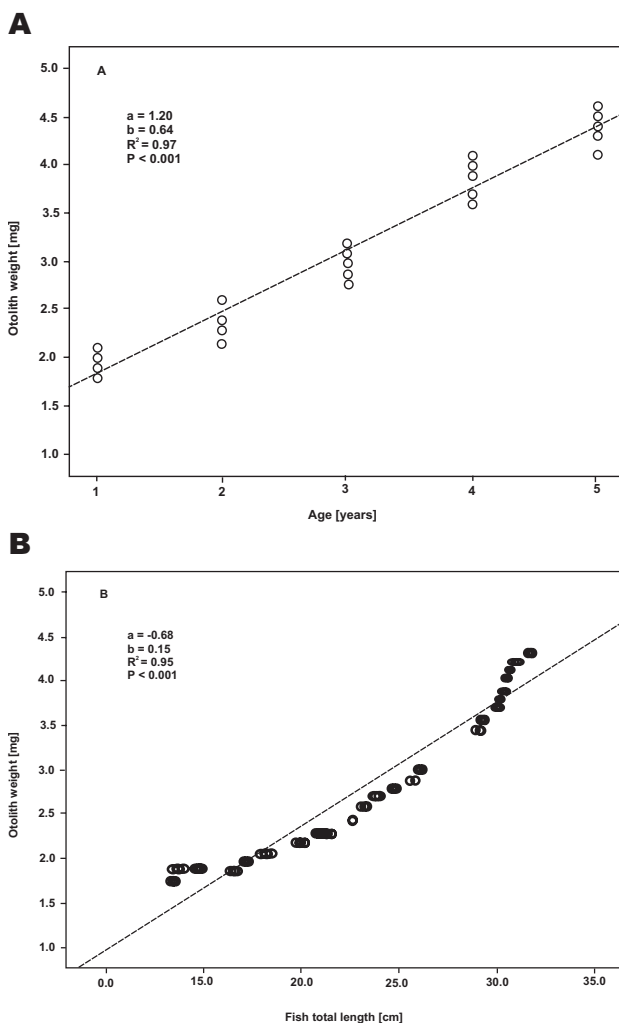 A
A
a = 1.20
b = 0.64
R² = 0.97
P < 0.001
5.0
4.5
4.0
3.5
3.0
2.5
2.0
1.5
1.0
Otolith weight [mg]
1 2 3 4 5
Age [years]
B
B
a = -0.68
b = 0.15
R² = 0.95
P < 0.001
5.0
4.5
4.0
3.5
3.0
2.5
2.0
1.5
1.0
Otolith weight [mg]
0.0 15.0 20.0 25.0 30.0 35.0
Fish total length [cm]